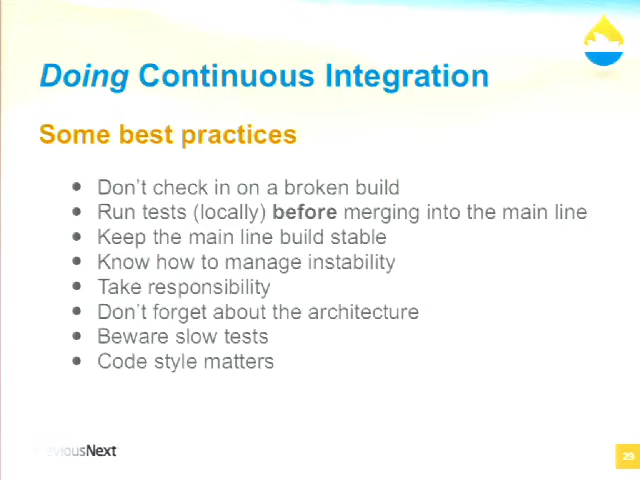 Doing Continuous Integration
Some best practices
• Don't check in on a broken build
• Run tests (locally) before merging into the main line
• Keep the main line build stable
• Know how to manage instability
• Take responsibility
• Don't forget about the architecture
• Beware slow tests
• Code style matters
PreviousNext
29